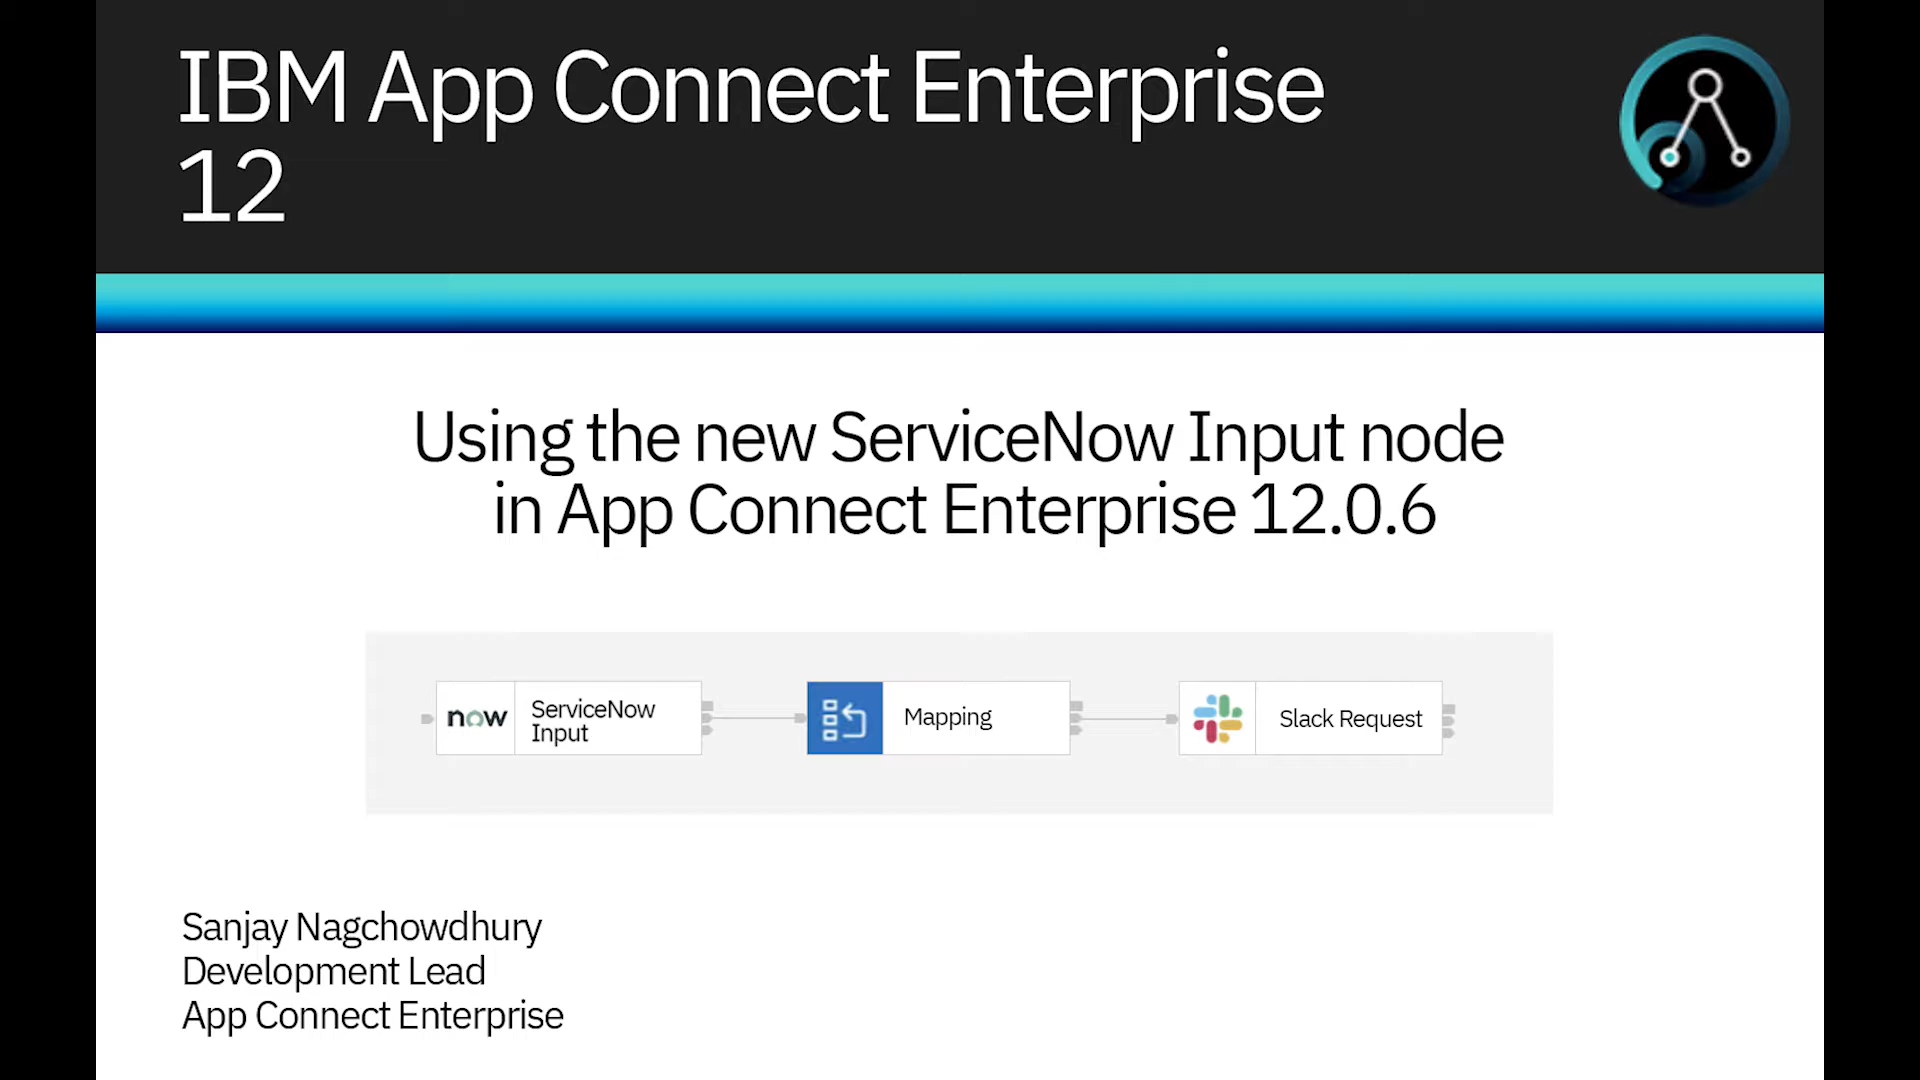 IBM App Connect Enterprise
12
Using the new ServiceNow Input node
in App Connect Enterprise 12.0.6
now
ServiceNow
Input
Mapping
Slack Request
Sanjay Nagchowdhury
Development Lead
App Connect Enterprise